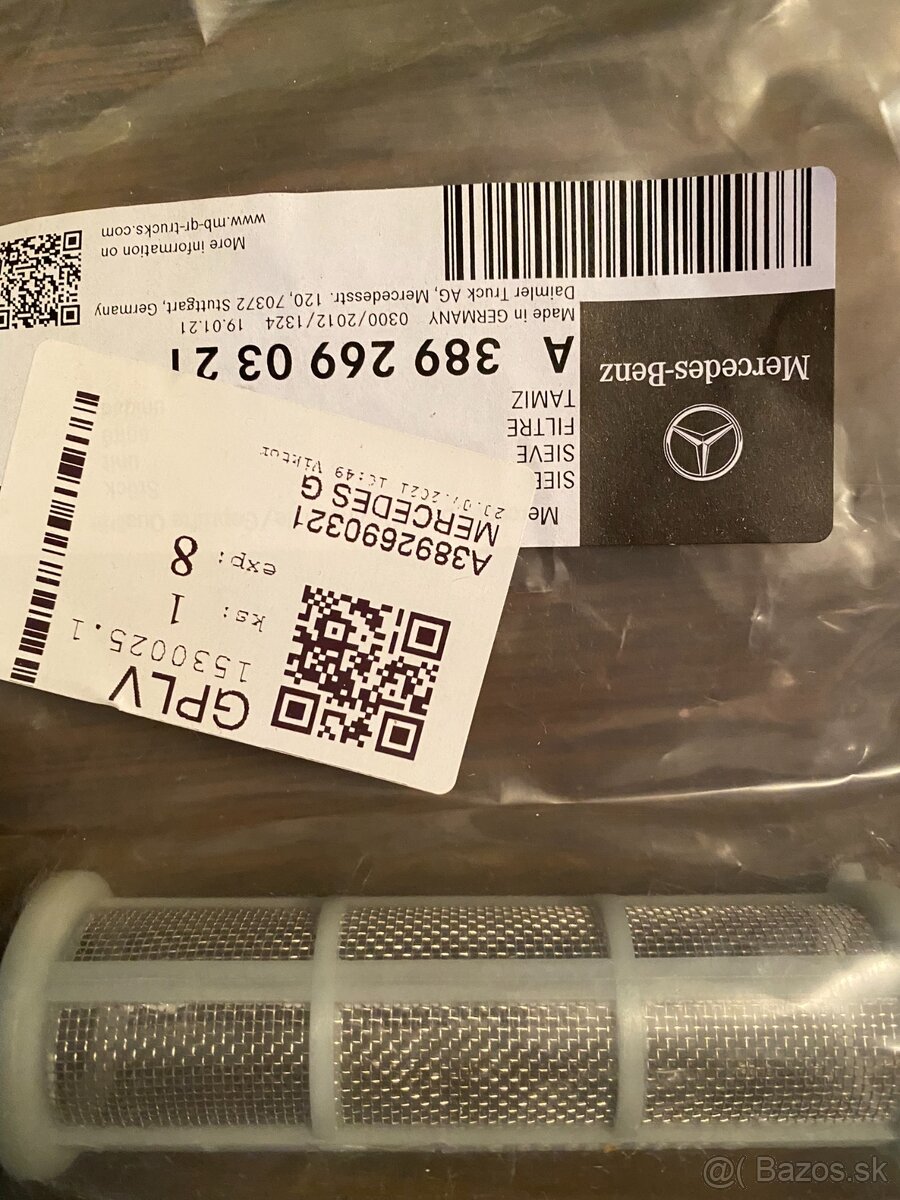 Mercedes-Benz
SIEVE
FILTRE
TAMIZ
A 389 269 03 21
Made in GERMANY 0300/2012/1324 19.01.21
Daimler Truck AG, Mercedesstr. 120, 70372 Stuttgart, Germany
More information on
www.mb-qr-trucks.com
GPLV
1530025.1
ks: 1
exp: 8
A3892690321
MERCEDES G
Viktor
@( Bazos.sk